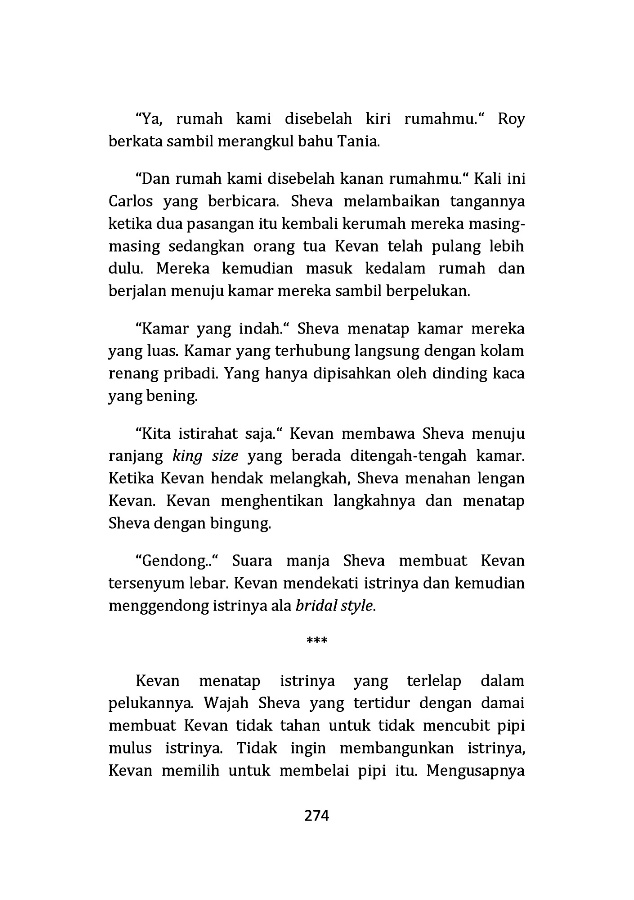 “Ya, rumah kami disebelah kiri rumahmu.“ Roy
berkata sambil merangkul bahu Tania.
“Dan rumah kami disebelah kanan rumahmu.“ Kali ini
Carlos yang berbicara. Sheva melambaikan tangannya
ketika dua pasangan itu kembali kerumah mereka masing-
masing sedangkan orang tua Kevan telah pulang lebih
dulu. Mereka kemudian masuk kedalam rumah dan
berjalan menuju kamar mereka sambil berpelukan.
“Kamar yang indah.“ Sheva menatap kamar mereka
yang luas. Kamar yang terhubung langsung dengan kolam
renang pribadi. Yang hanya dipisahkan oleh dinding kaca
yang bening.
“Kita istirahat saja.“ Kevan membawa Sheva menuju
ranjang king size yang berada ditengah-tengah kamar.
Ketika Kevan hendak melangkah, Sheva menahan lengan
Kevan. Kevan menghentikan langkahnya dan menatap
Sheva dengan bingung.
“Gendong..“ Suara manja Sheva membuat Kevan
tersenyum lebar. Kevan mendekati istrinya dan kemudian
menggendong istrinya ala bridal style.
***
Kevan menatap istrinya yang terlelap dalam
pelukannya. Wajah Sheva yang tertidur dengan damai
membuat Kevan tidak tahan untuk tidak mencubit pipi
mulus istrinya. Tidak ingin membangunkan istrinya,
Kevan memilih untuk membelai pipi itu. Mengusapnya
274